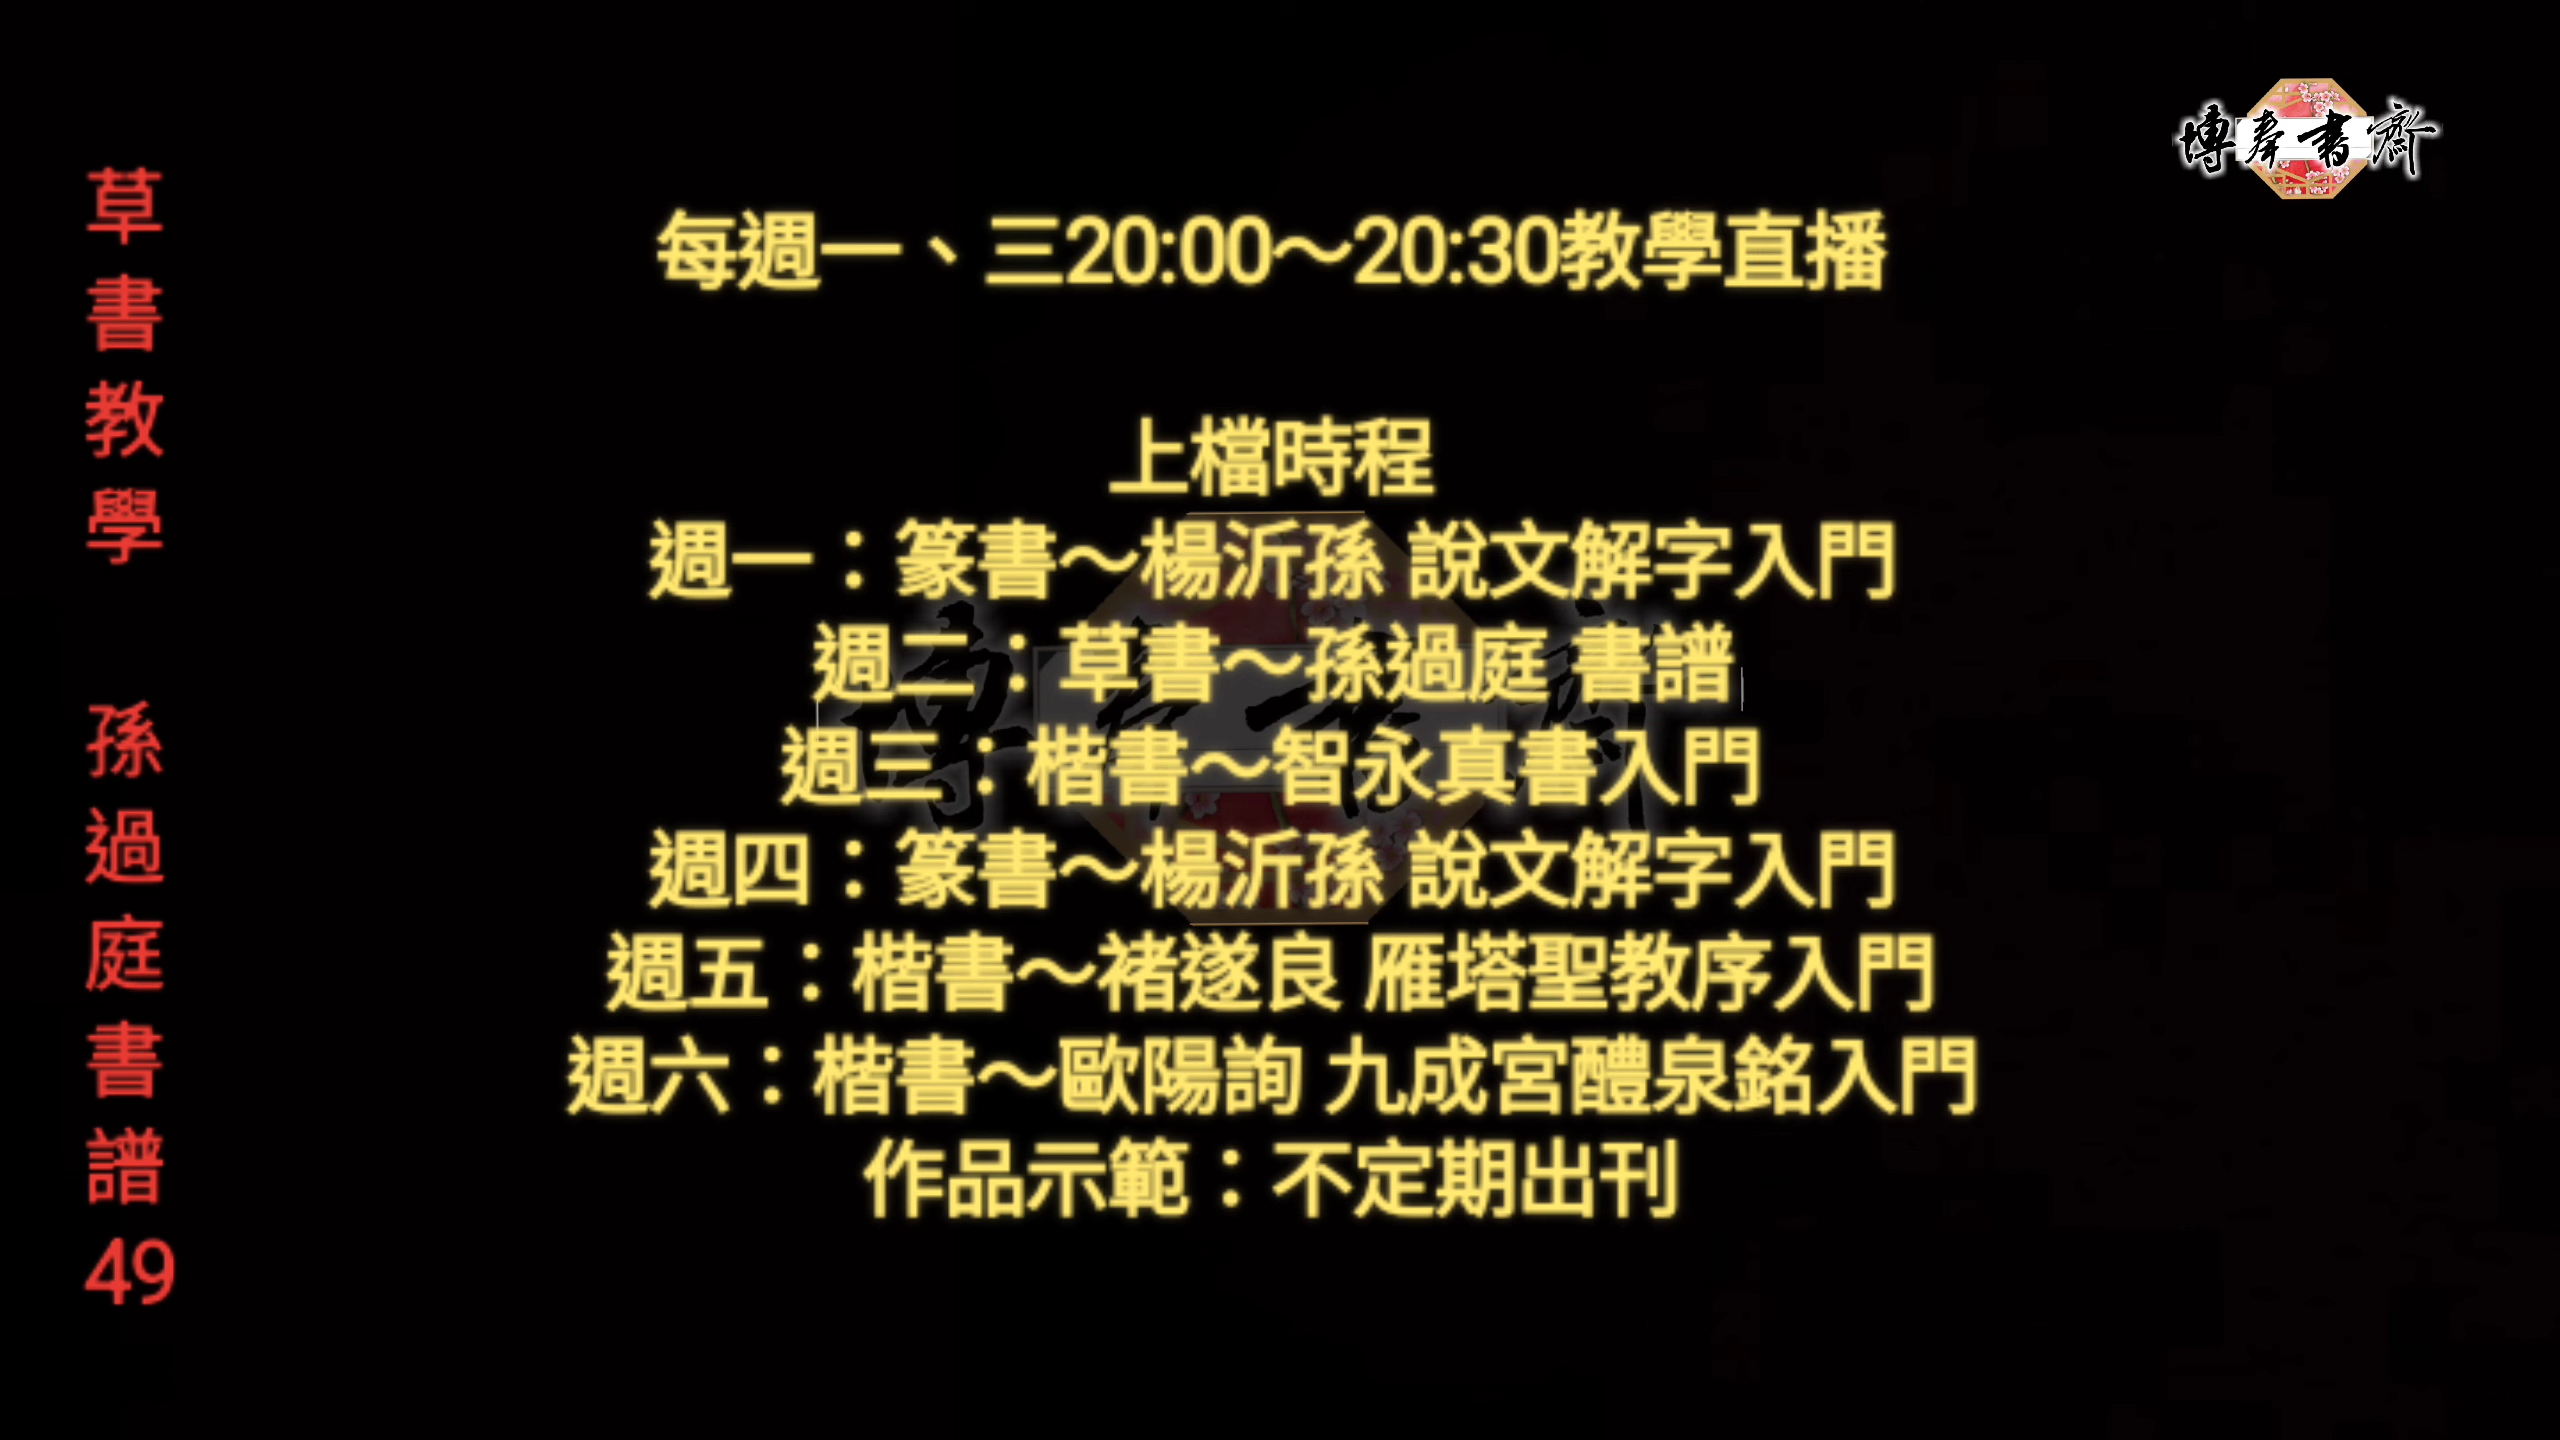 草書教學 孫過庭書譜49
每週一、三20:00～20:30教學直播
上檔時程
週一：篆書～楊沂孫 說文解字入門
週二：草書～孫過庭 書譜
週三：楷書～智永真書入門
週四：篆書～楊沂孫 說文解字入門
週五：楷書～褚遂良 雁塔聖教序入門
週六：楷書～歐陽詢 九成宮醴泉銘入門
作品示範：不定期出刊